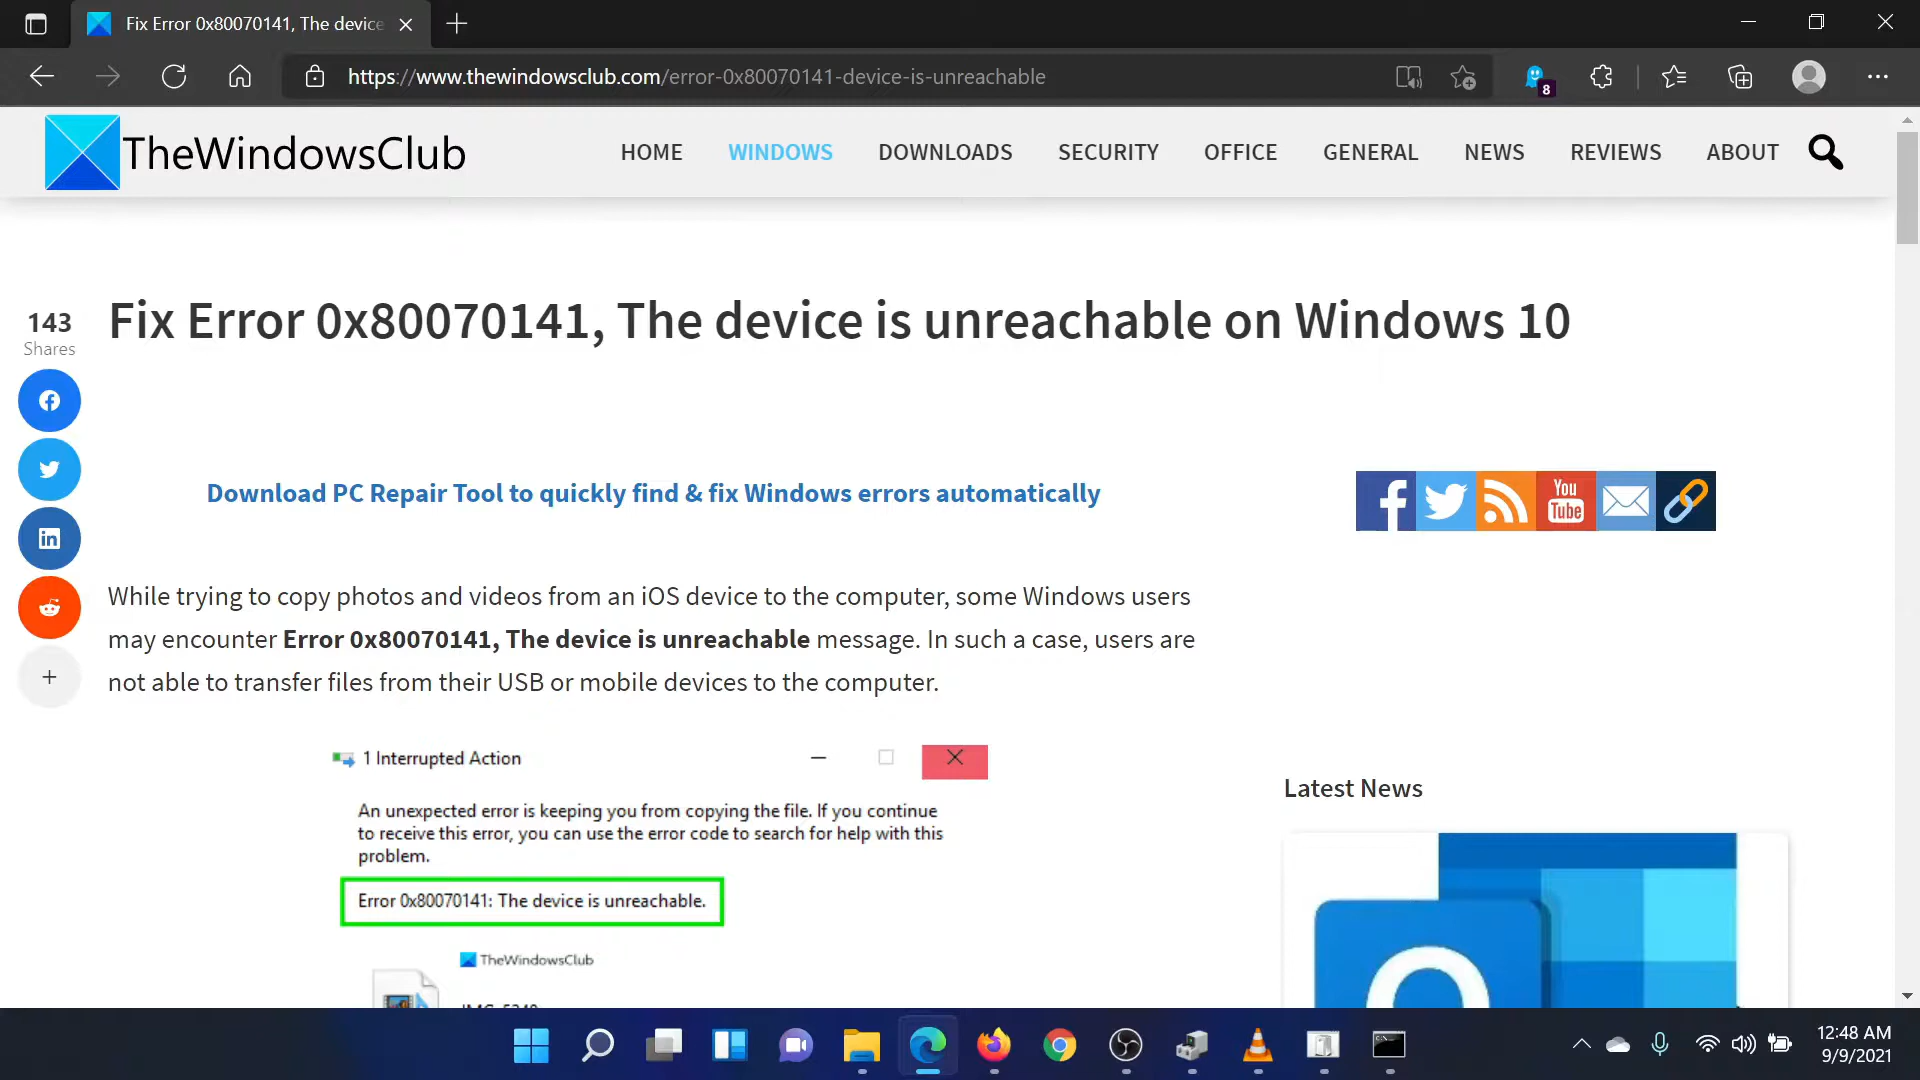 Fix Error 0x80070141, The device
https://www.thewindowsclub.com/error-0x80070141-device-is-unreachable
8
TheWindowsClub
HOME WINDOWS DOWNLOADS SECURITY OFFICE GENERAL NEWS REVIEWS ABOUT
143
Shares
Fix Error 0x80070141, The device is unreachable on Windows 10
Download PC Repair Tool to quickly find & fix Windows errors automatically
You
Tube
While trying to copy photos and videos from an iOS device to the computer, some Windows users
may encounter Error 0x80070141, The device is unreachable message. In such a case, users are
not able to transfer files from their USB or mobile devices to the computer.
1 Interrupted Action
An unexpected error is keeping you from copying the file. If you continue
to receive this error, you can use the error code to search for help with this
problem.
Error 0x80070141: The device is unreachable.
TheWindowsClub
Latest News
12:48 AM
9/9/2021